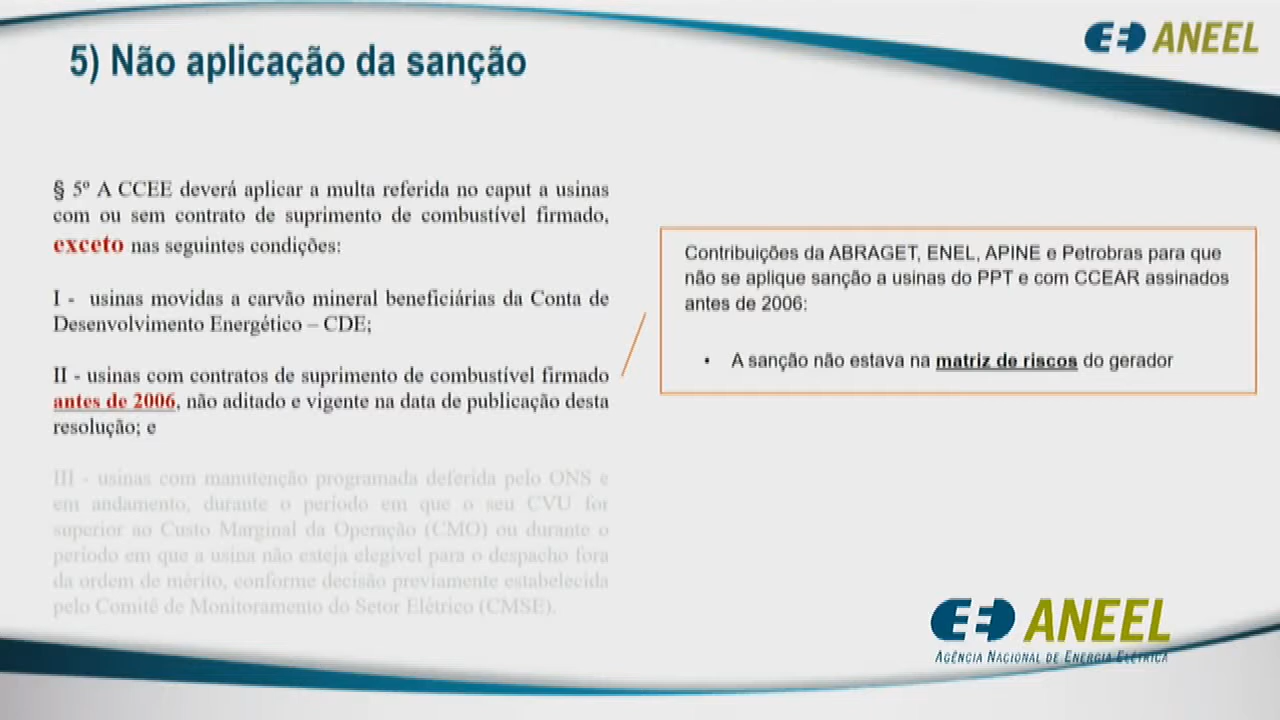 5) Não aplicação da sanção
ANEEL
§ 5º A CCEE deverá aplicar a multa referida no caput a usinas
com ou sem contrato de suprimento de combustível firmado,
exceto nas seguintes condições:
I - usinas movidas a carvão mineral beneficiárias da Conta de
Desenvolvimento Energético – CDE;
II - usinas com contratos de suprimento de combustível firmado
antes de 2006, não aditado e vigente na data de publicação desta
resolução; e
III - usinas com manutenção programada deferida pelo ONS e
em andamento, durante o período em que o seu CVU for
superior ao Custo Marginal da Operação (CMO) ou durante o
período em que a usina não esteja elegível para o despacho fora
da ordem de mérito, conforme decisão previamente estabelecida
pelo Comitê de Monitoramento do Setor Elétrico (CMSE).
Contribuições da ABRAGET, ENEL, APINE e Petrobras para que
não se aplique sanção a usinas do PPT e com CCEAR assinados
antes de 2006:
• A sanção não estava na matriz de riscos do gerador
ANEEL
AGÊNCIA NACIONAL DE ENERGIA ELÉTRICA